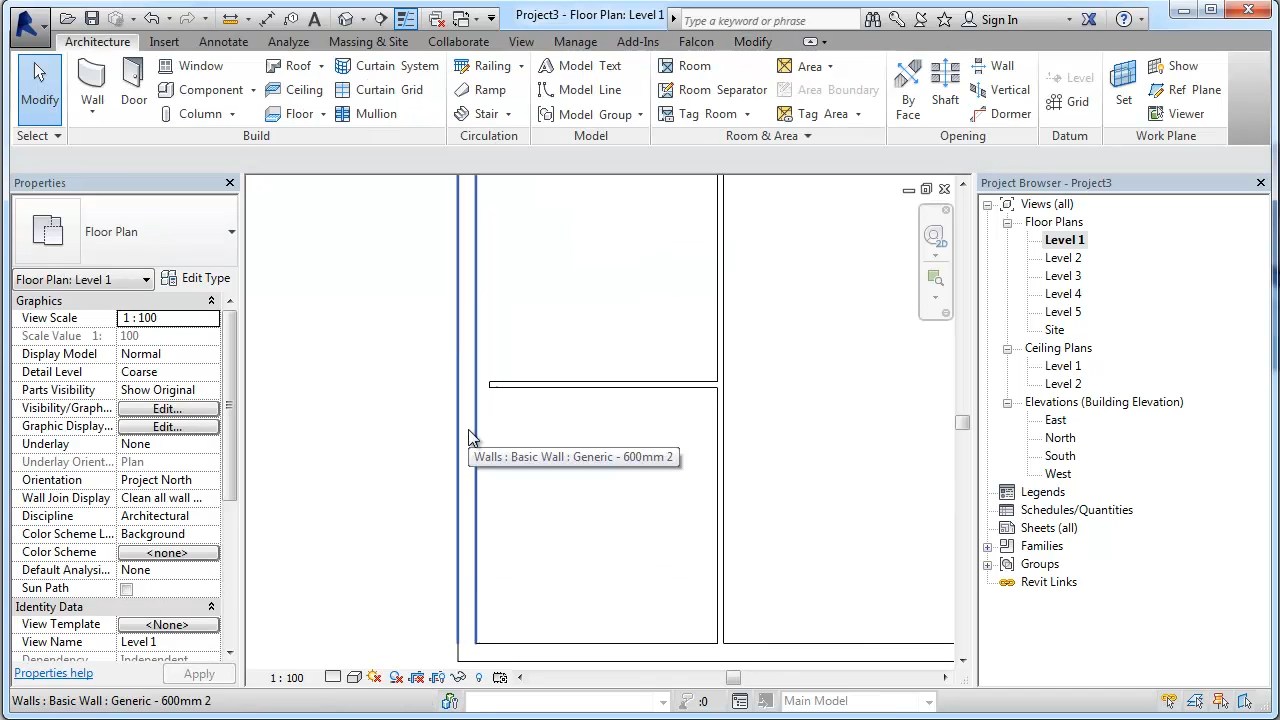 Project3 - Floor Plan: Level 1
Type a keyword or phrase
Sign In
Architecture Insert Annotate Analyze Massing & Site Collaborate View Manage Add-Ins Falcon Modify
Modify
Wall
Door
Window
Component
Column
Roof
Ceiling
Floor
Curtain System
Curtain Grid
Mullion
Railing
Ramp
Stair
Model Text
Model Line
Model Group
Room
Room Separator
Tag Room
Area
Area Boundary
Tag Area
By Face
Shaft
Wall
Vertical
Dormer
Level
Grid
Set
Show
Ref Plane
Viewer
Select Build Circulation Model Room & Area Opening Datum Work Plane
Properties
Floor Plan
Floor Plan: Level 1 Edit Type
Graphics
View Scale 1 : 100
Scale Value 1: 100
Display Model Normal
Detail Level Coarse
Parts Visibility Show Original
Visibility/Graph... Edit...
Graphic Display... Edit...
Underlay None
Underlay Orient... Plan
Orientation Project North
Wall Join Display Clean all wall ...
Discipline Architectural
Color Scheme L... Background
Color Scheme <none>
Default Analysi... None
Sun Path
Identity Data
View Template <None>
View Name Level 1
Dependency Independent
Properties help Apply
2D
Walls : Basic Wall : Generic - 600mm 2
1 : 100
Project Browser - Project3
Views (all)
Floor Plans
Level 1
Level 2
Level 3
Level 4
Level 5
Site
Ceiling Plans
Level 1
Level 2
Elevations (Building Elevation)
East
North
South
West
Legends
Schedules/Quantities
Sheets (all)
Families
Groups
Revit Links
Walls : Basic Wall : Generic - 600mm 2
:0
Main Model